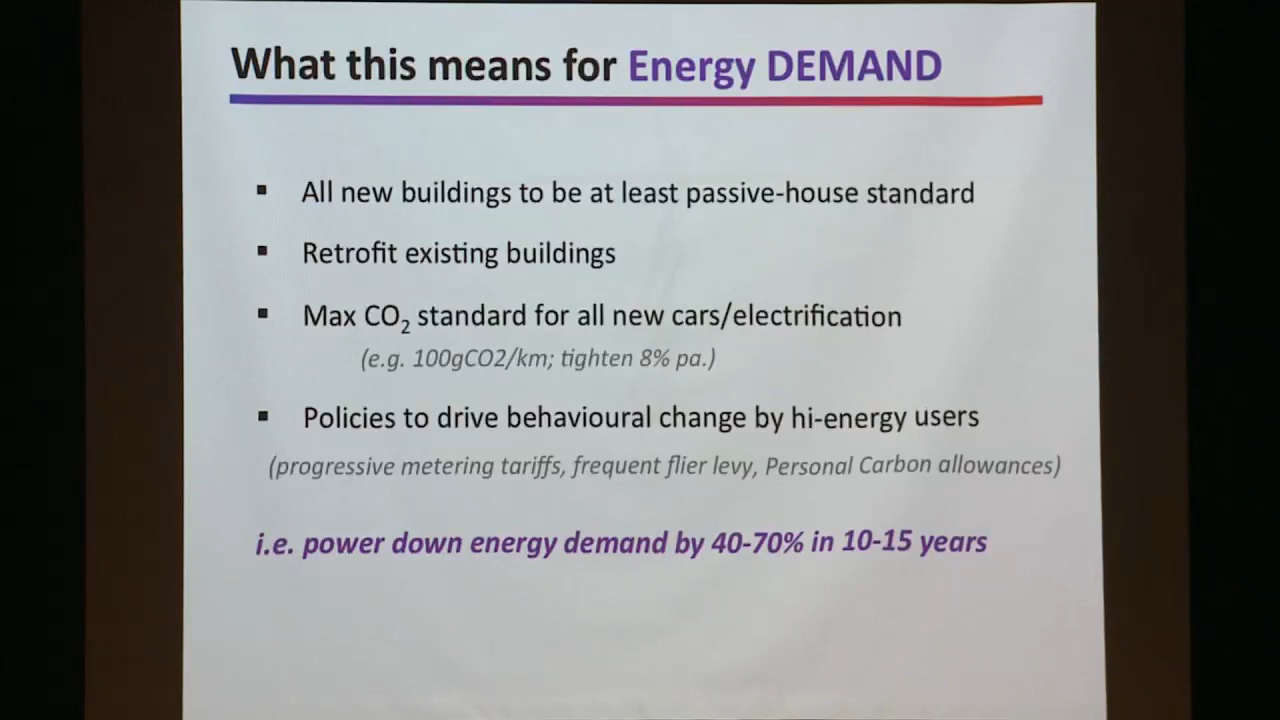 What this means for Energy DEMAND
▪ All new buildings to be at least passive-house standard
▪ Retrofit existing buildings
▪ Max CO₂ standard for all new cars/electrification
(e.g. 100gCO2/km; tighten 8% pa.)
▪ Policies to drive behavioural change by hi-energy users
(progressive metering tariffs, frequent flier levy, Personal Carbon allowances)
i.e. power down energy demand by 40-70% in 10-15 years